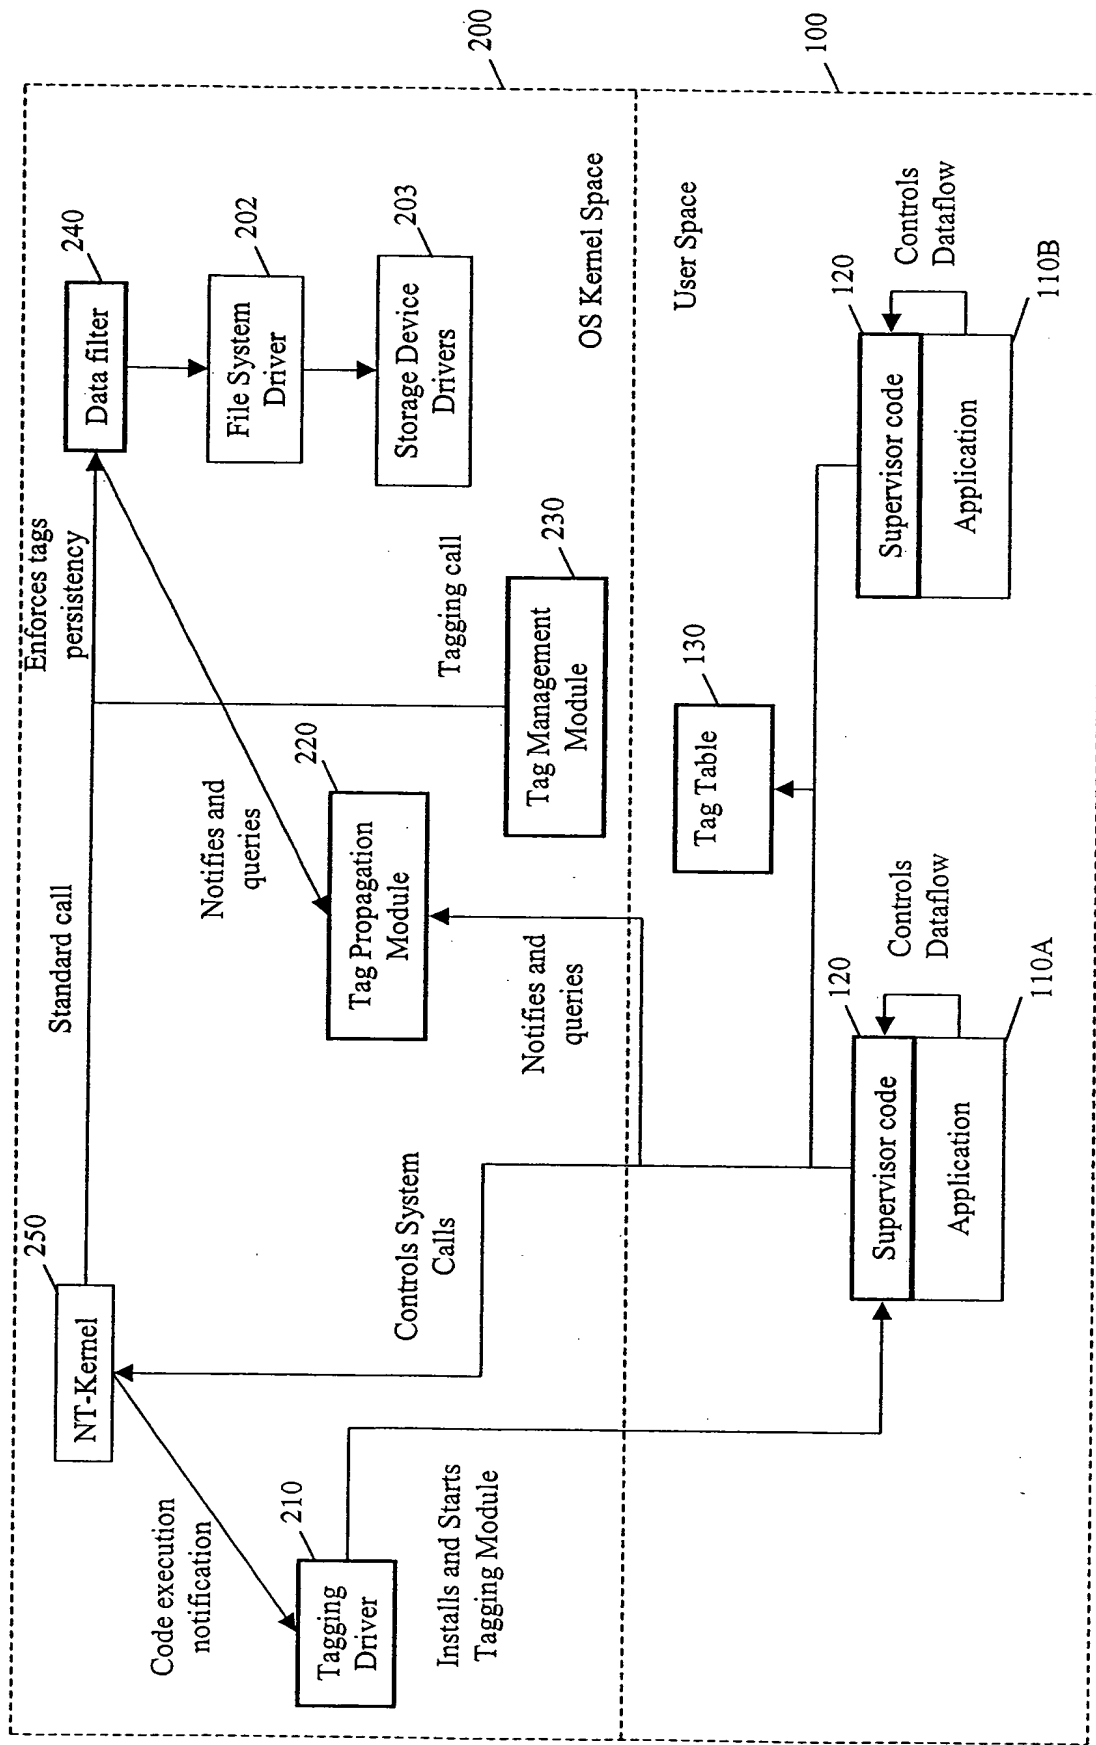 200
100
Code execution
notification
250
NT-Kernel
210
Tagging
Driver
Installs and Starts
Tagging Module
Controls System
Calls
Standard call
Enforces tags
persistency
Notifies and
queries
220
Tag Propagation
Module
Notifies and
queries
Tagging call
230
Tag Management
Module
240
Data filter
202
File System
Driver
203
Storage Device
Drivers
OS Kernel Space
User Space
130
Tag Table
120
Supervisor code
Application
Controls
Dataflow
110A
120
Supervisor code
Application
Controls
Dataflow
110B